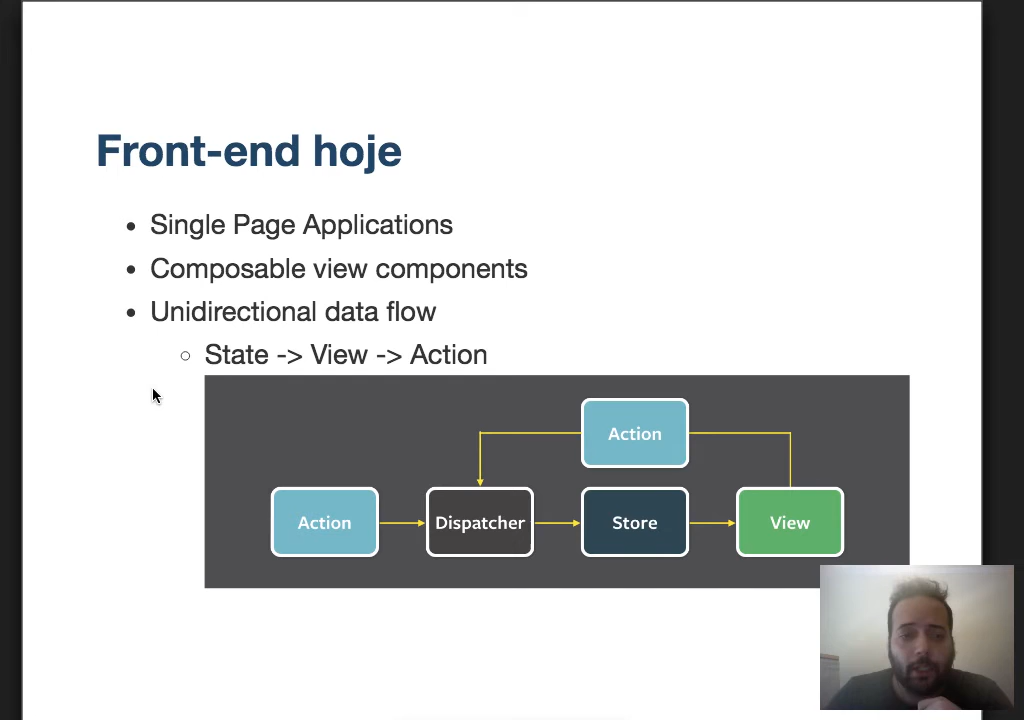 Front-end hoje
Single Page Applications
Composable view components
Unidirectional data flow
State -> View -> Action
Action
Action
Dispatcher
Store
View